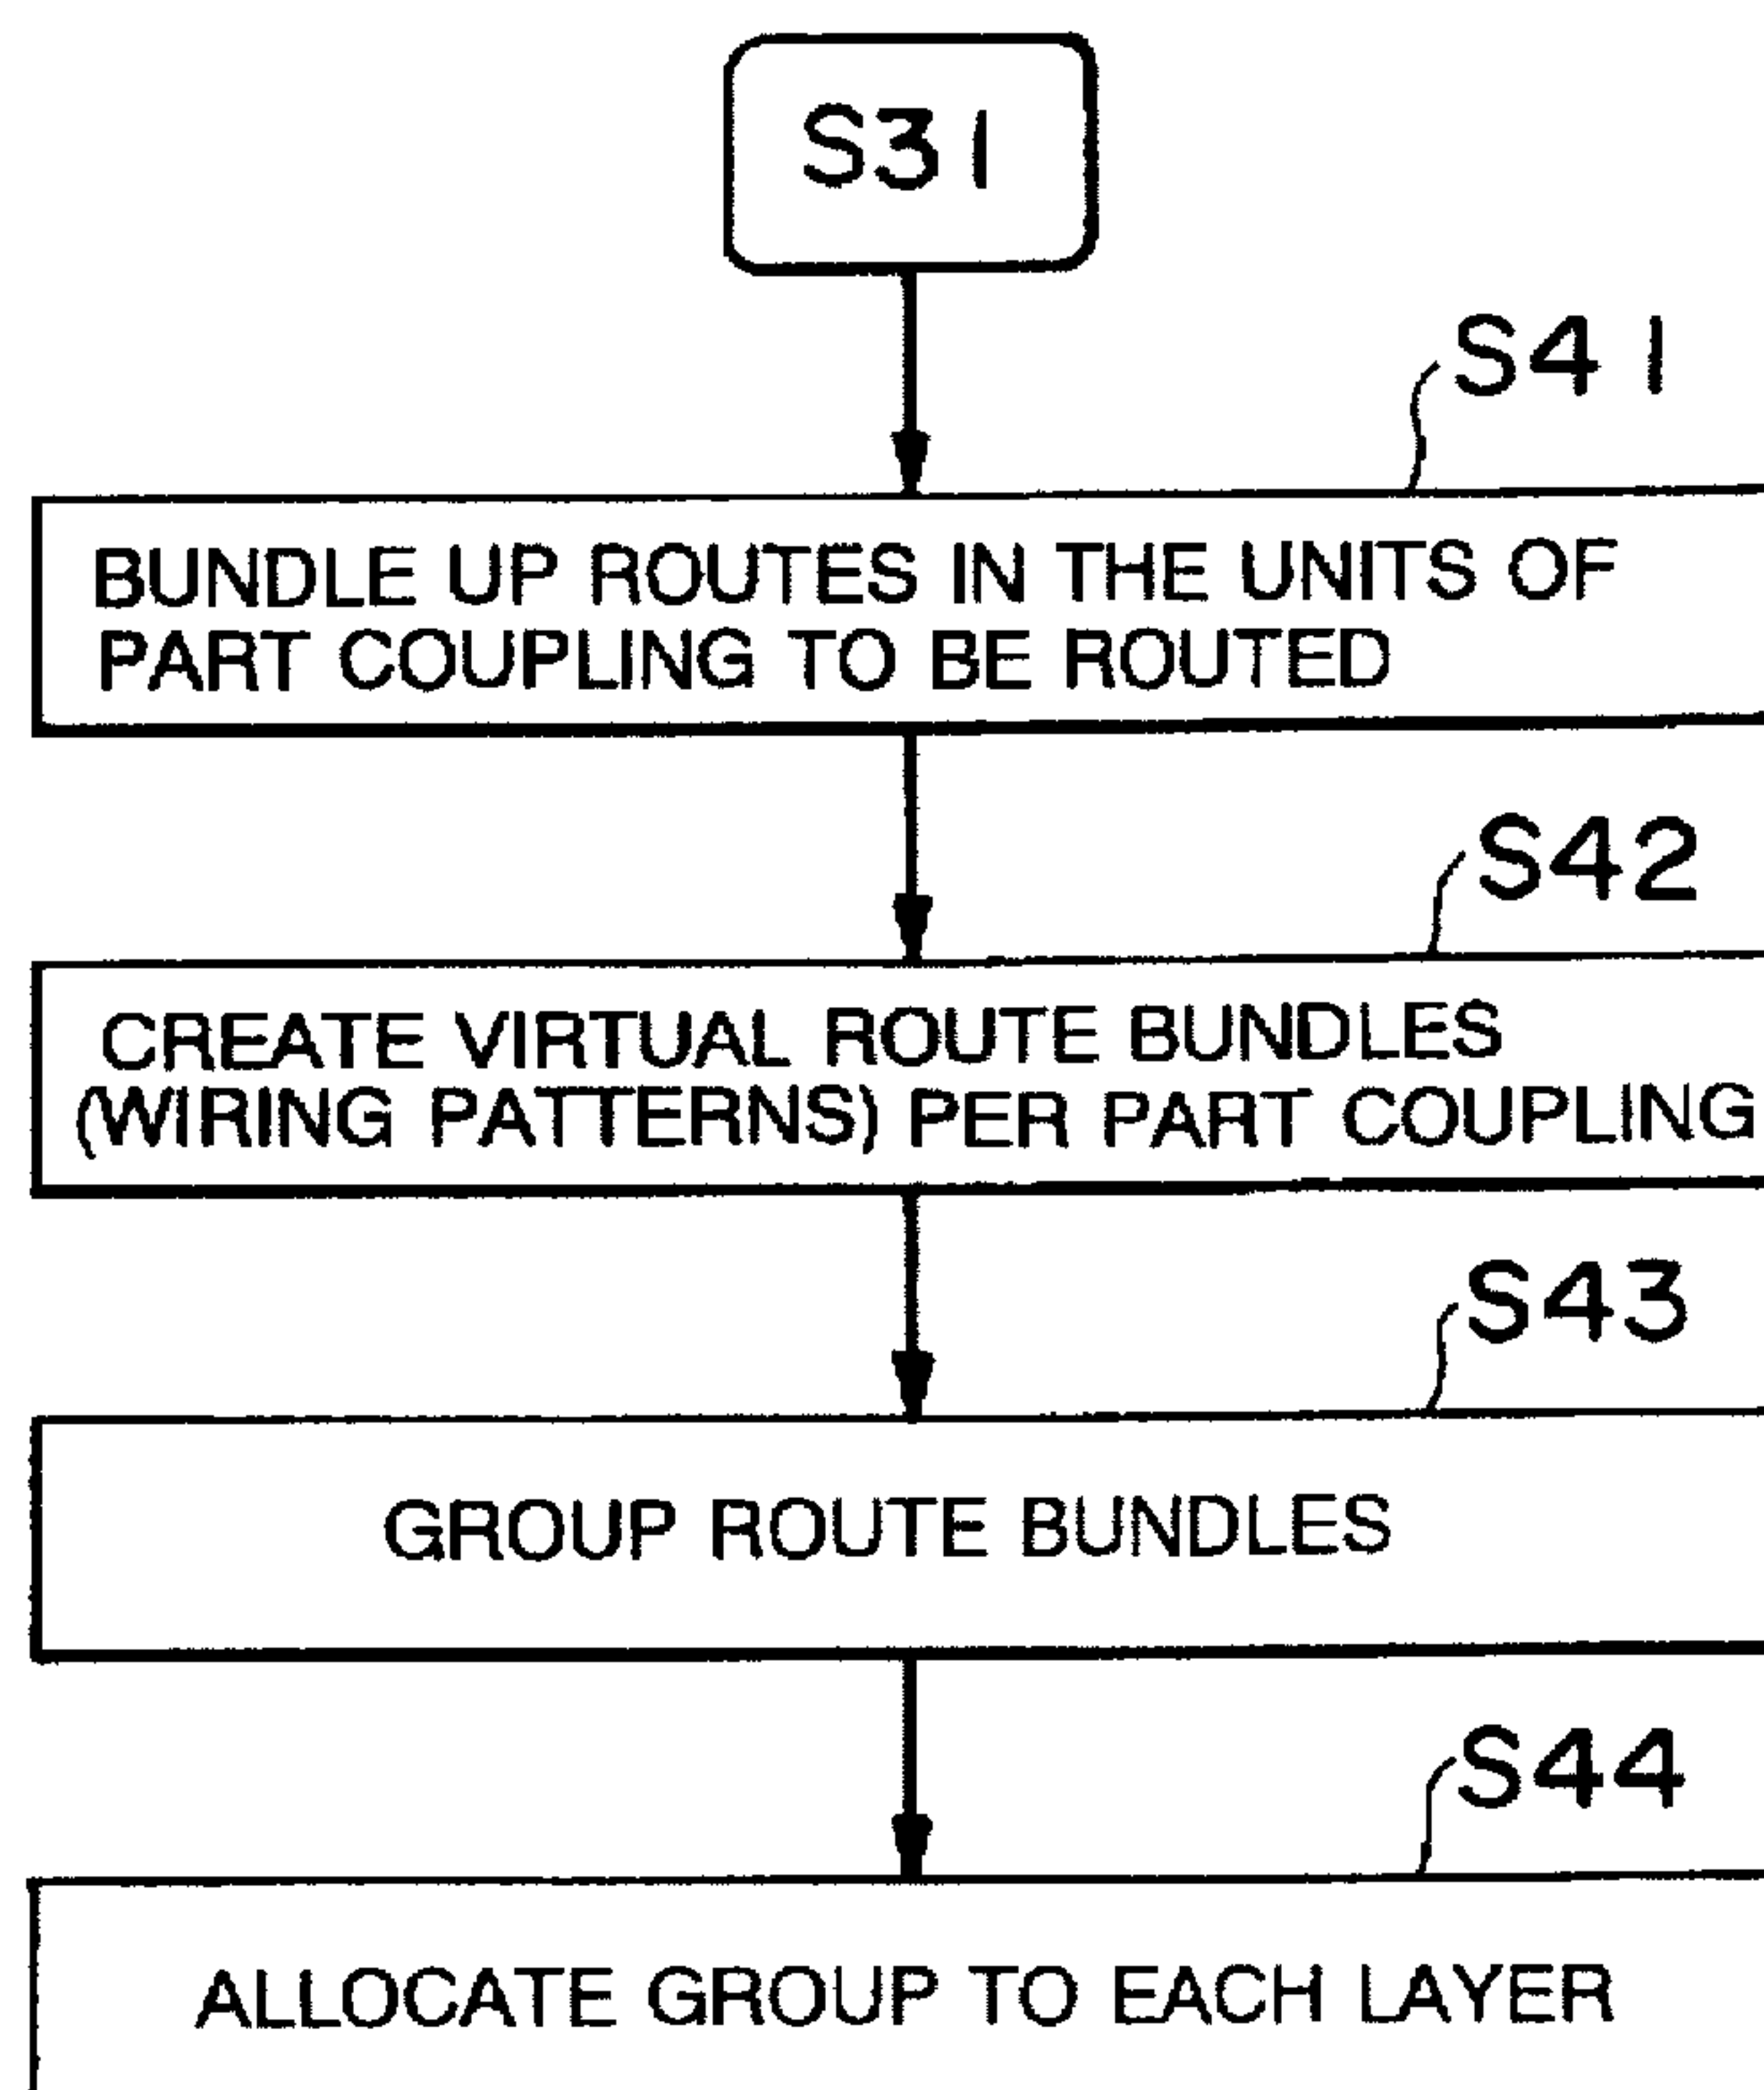 S31
S41
BUNDLE UP ROUTES IN THE UNITS OF
PART COUPLING TO BE ROUTED
S42
CREATE VIRTUAL ROUTE BUNDLES
(WIRING PATTERNS) PER PART COUPLING
S43
GROUP ROUTE BUNDLES
S44
ALLOCATE GROUP TO EACH LAYER